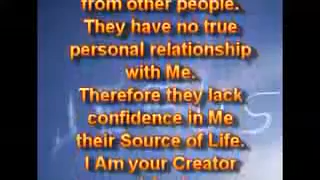 from other people.
They have no true
personal relationship
with Me.
Therefore they lack
confidence in Me
their Source of Life.
I Am your Creator